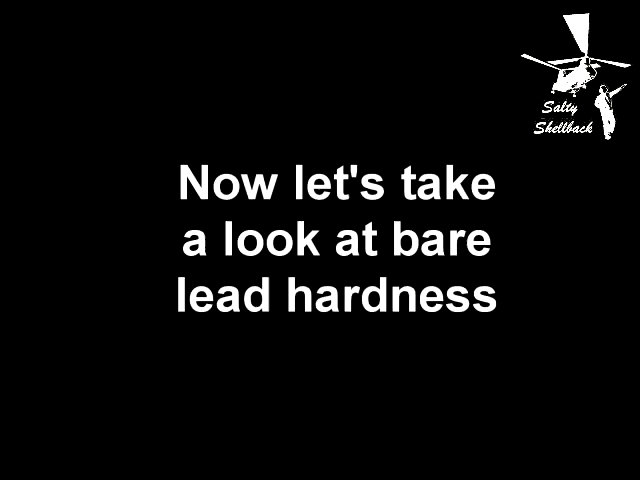 Salty
Shellback
Now let's take
a look at bare
lead hardness